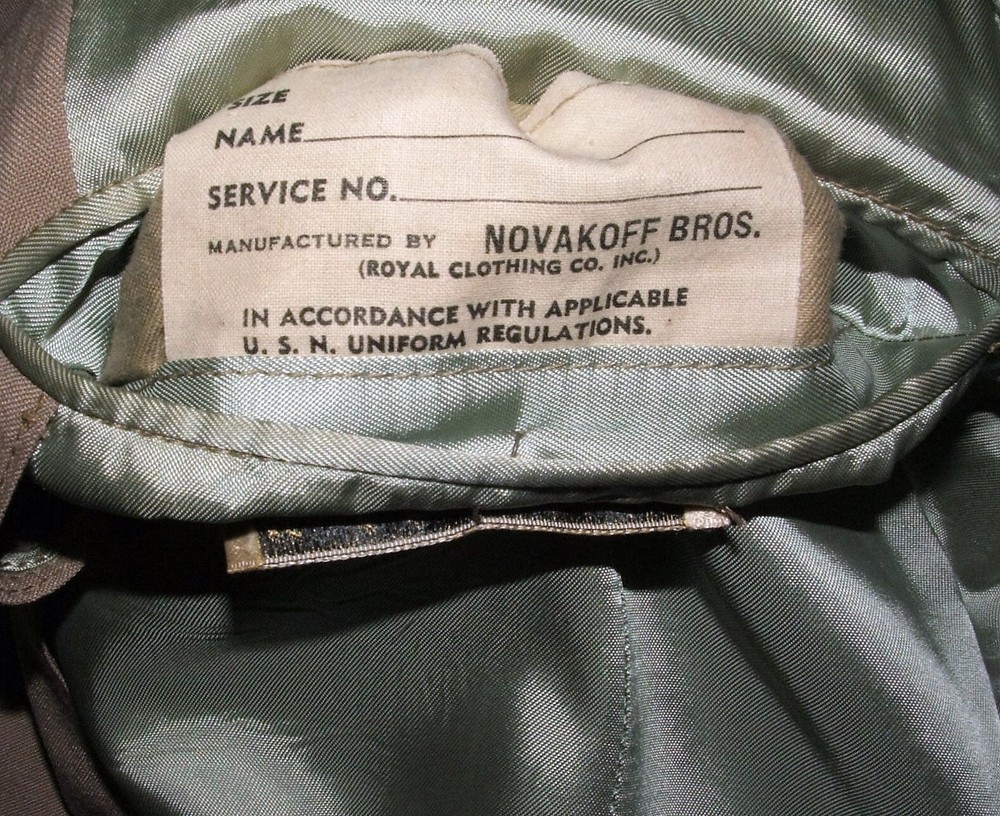 SIZE
NAME
SERVICE NO.
MANUFACTURED BY NOVAKOFF BROS.
(ROYAL CLOTHING CO. INC.)
IN ACCORDANCE WITH APPLICABLE
U. S. N. UNIFORM REGULATIONS.